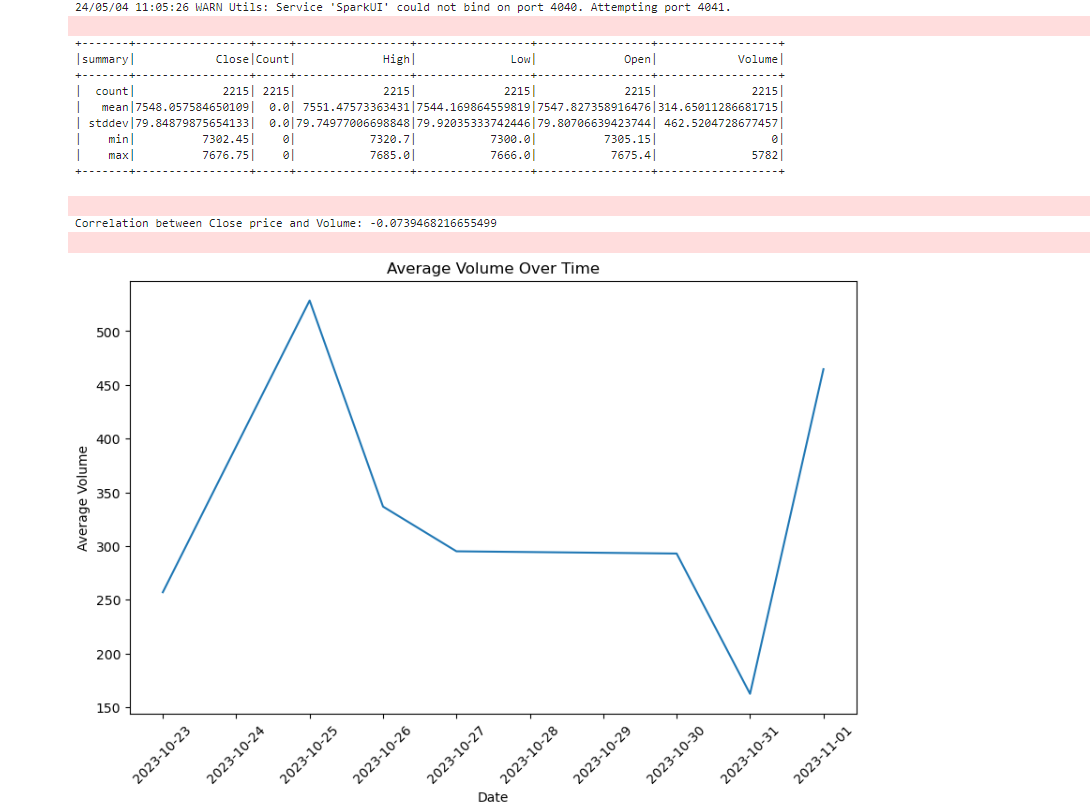 24/05/04 11:05:26 WARN Utils: Service 'SparkUI' could not bind on port 4040. Attempting port 4041.
+-------+-----------------+-----+-----------------+-----------------+-----------------+------------------+
|summary|            Close|Count|             High|              Low|             Open|            Volume|
+-------+-----------------+-----+-----------------+-----------------+-----------------+------------------+
|  count|             2215| 2215|             2215|             2215|             2215|              2215|
|   mean|7548.057584650109|  0.0| 7551.47573363431|7544.169864559819|7547.827358916476|314.65011286681715|
| stddev|79.84879875654133|  0.0|79.74977006698848|79.92035333742446|79.80706639423744| 462.5204728677457|
|    min|          7302.45|    0|           7320.7|           7300.0|          7305.15|                 0|
|    max|          7676.75|    0|           7685.0|           7666.0|           7675.4|              5782|
+-------+-----------------+-----+-----------------+-----------------+-----------------+------------------+
Correlation between Close price and Volume: -0.0739468216655499
Average Volume Over Time
Average Volume
500
450
400
350
300
250
200
150
2023-10-23
2023-10-24
2023-10-25
2023-10-26
2023-10-27
2023-10-28
2023-10-29
2023-10-30
2023-10-31
2023-11-01
Date